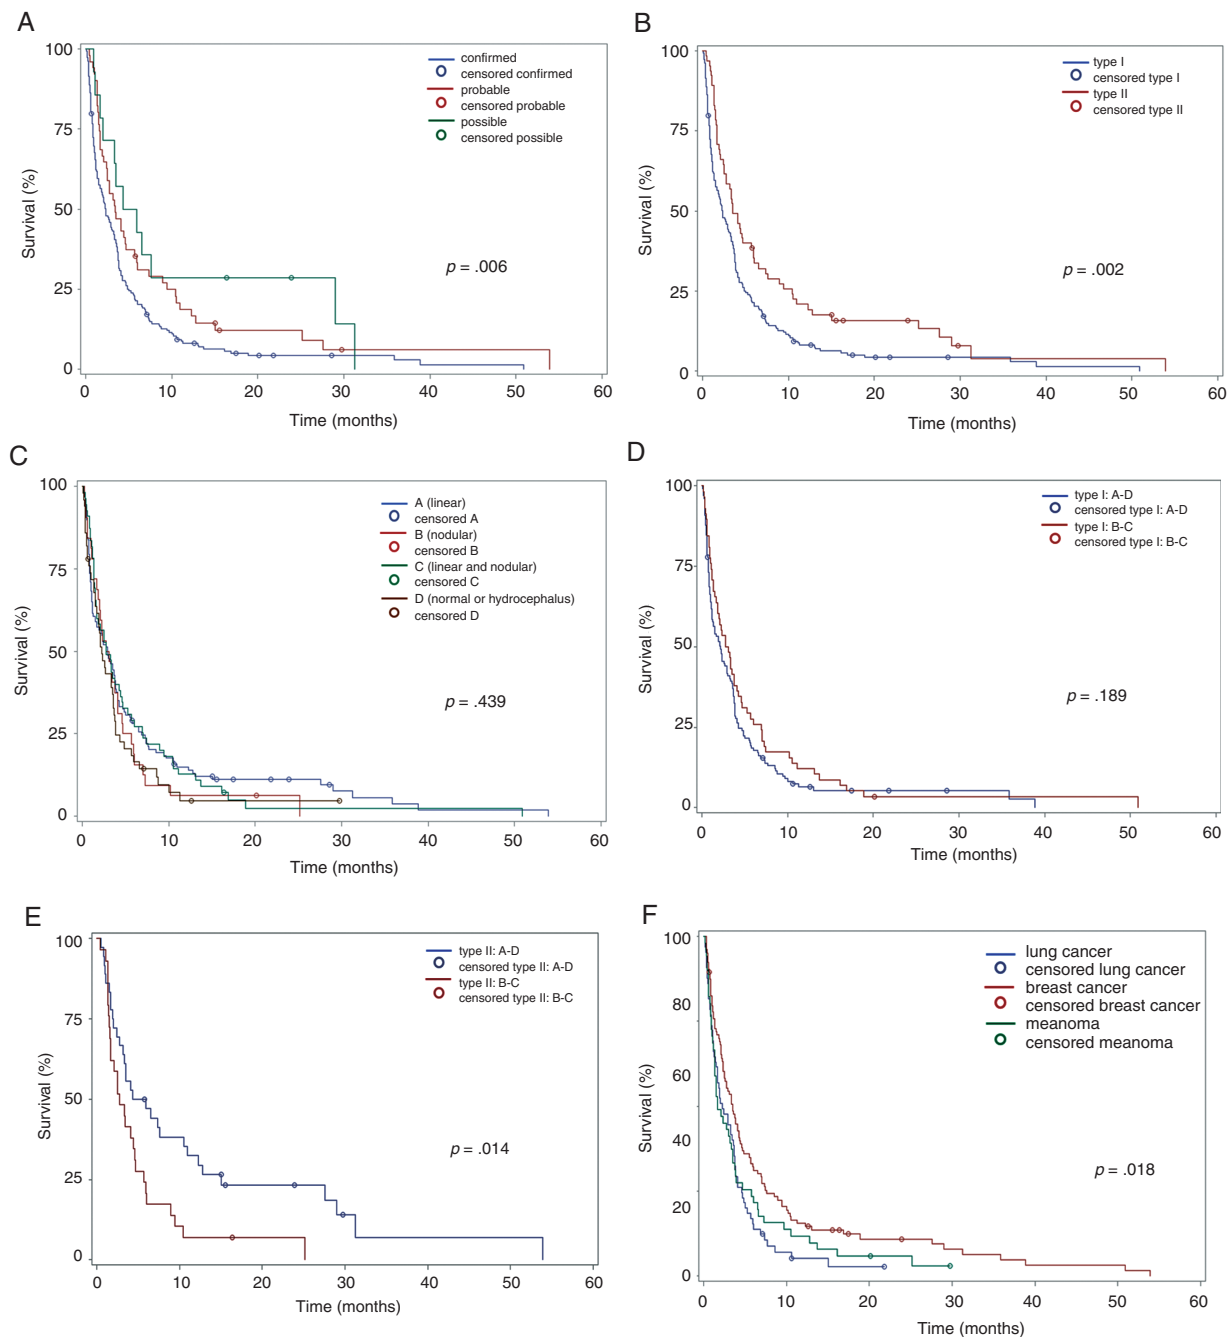 A
100
75
50
25
0
0 10 20 30 40 50 60
Survival (%)
Time (months)
confirmed
censored confirmed
probable
censored probable
possible
censored possible
p = .006
B
100
75
50
25
0
0 10 20 30 40 50 60
Survival (%)
Time (months)
type I
censored type I
type II
censored type II
p = .002
C
100
75
50
25
0
0 10 20 30 40 50 60
Survival (%)
Time (months)
A (linear)
censored A
B (nodular)
censored B
C (linear and nodular)
censored C
D (normal or hydrocephalus)
censored D
p = .439
D
100
75
50
25
0
0 10 20 30 40 50 60
Survival (%)
Time (months)
type I: A-D
censored type I: A-D
type I: B-C
censored type I: B-C
p = .189
E
100
75
50
25
0
0 10 20 30 40 50 60
Survival (%)
Time (months)
type II: A-D
censored type II: A-D
type II: B-C
censored type II: B-C
p = .014
F
100
80
60
40
20
0
0 10 20 30 40 50 60
Survival (%)
Time (months)
lung cancer
censored lung cancer
breast cancer
censored breast cancer
meanoma
censored meanoma
p = .018